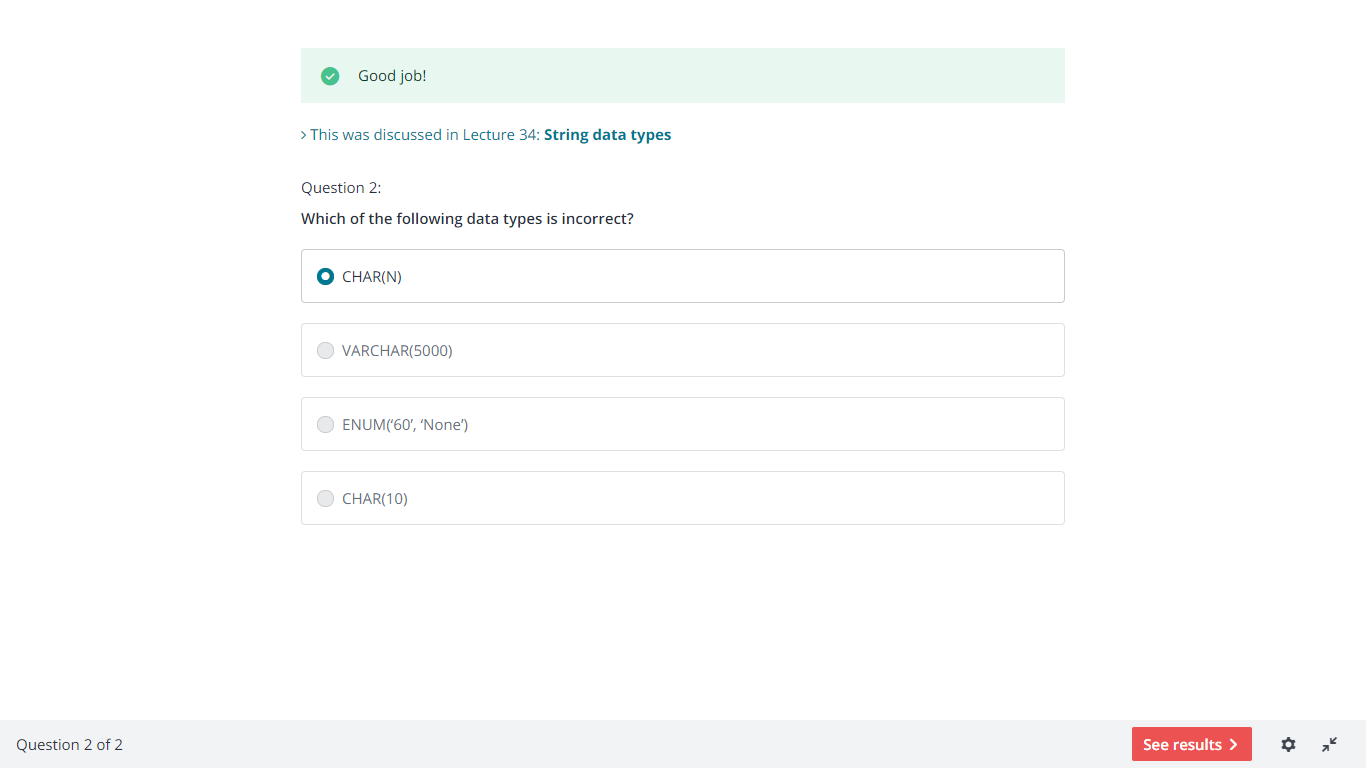 Good job!
This was discussed in Lecture 34: String data types
Question 2:
Which of the following data types is incorrect?
CHAR(N)
VARCHAR(5000)
ENUM(‘60’, ‘None’)
CHAR(10)
Question 2 of 2
See results